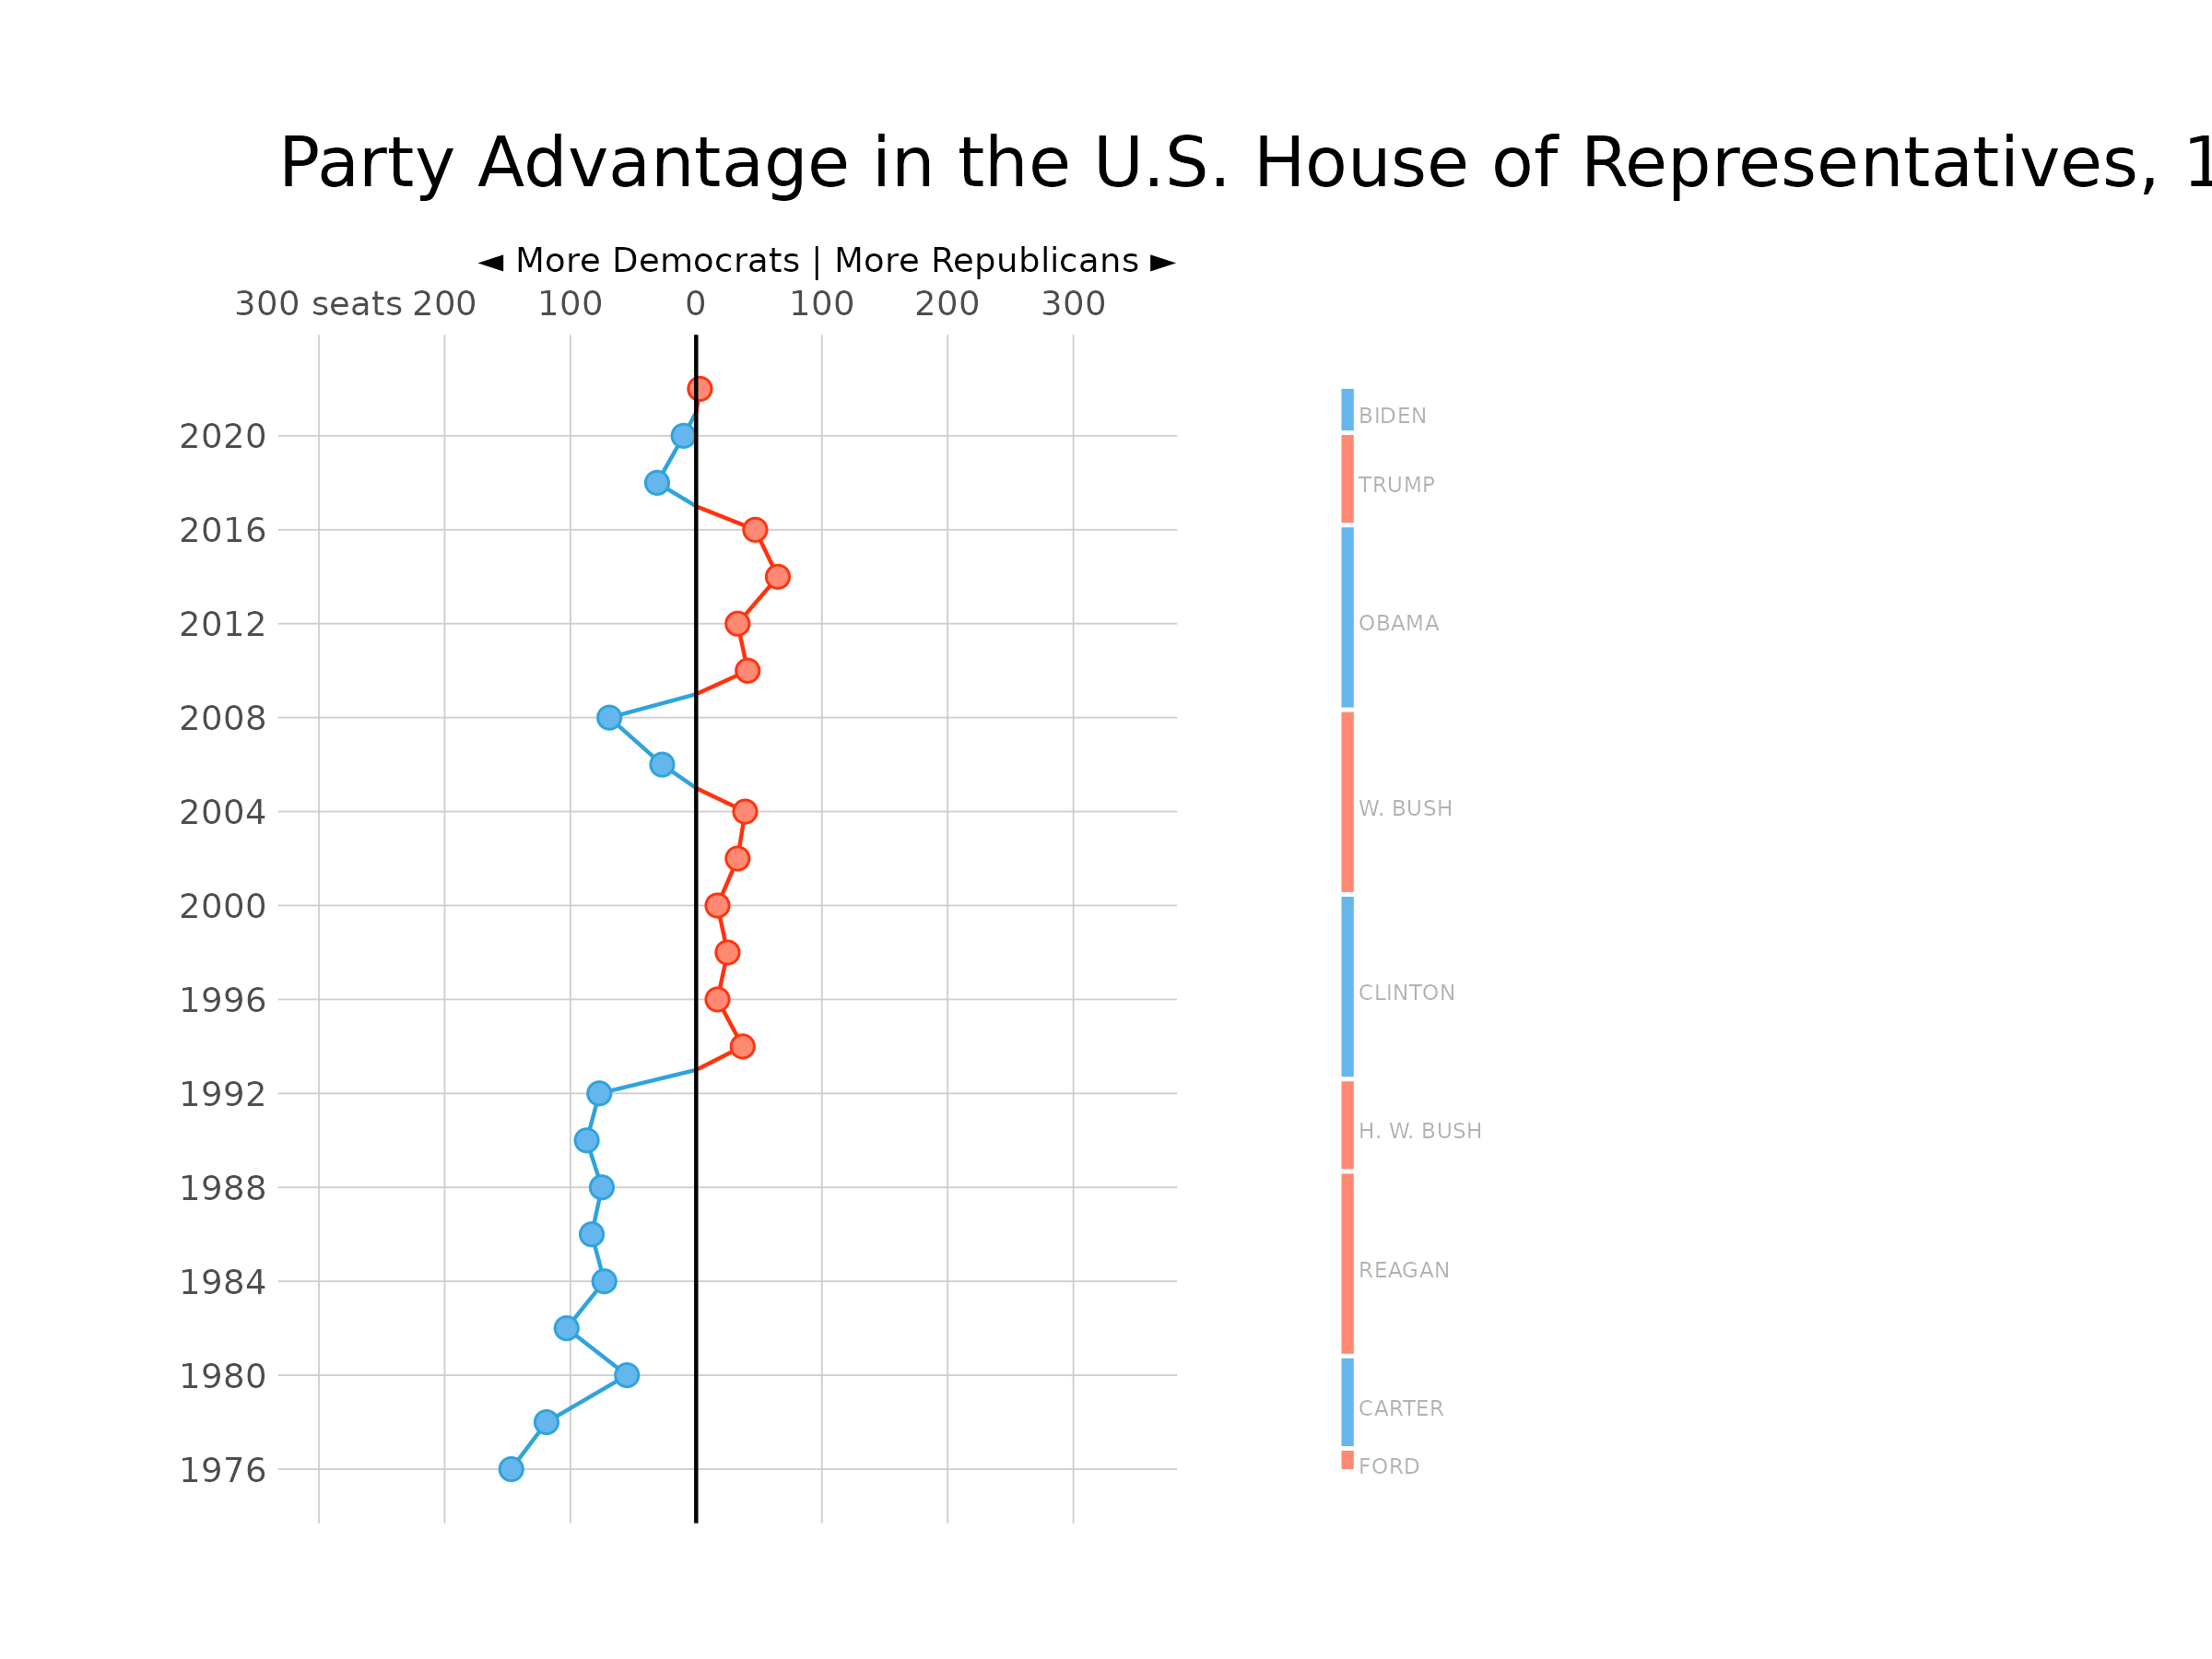 Party Advantage in the U.S. House of Representatives, 1
◄ More Democrats | More Republicans ►
300 seats 200 100 0 100 200 300
BIDEN
2020
TRUMP
2016
2012 OBAMA
2008
2004 W. BUSH
2000
1996 CLINTON
1992
H. W. BUSH
1988
1984 REAGAN
1980
CARTER
1976 FORD